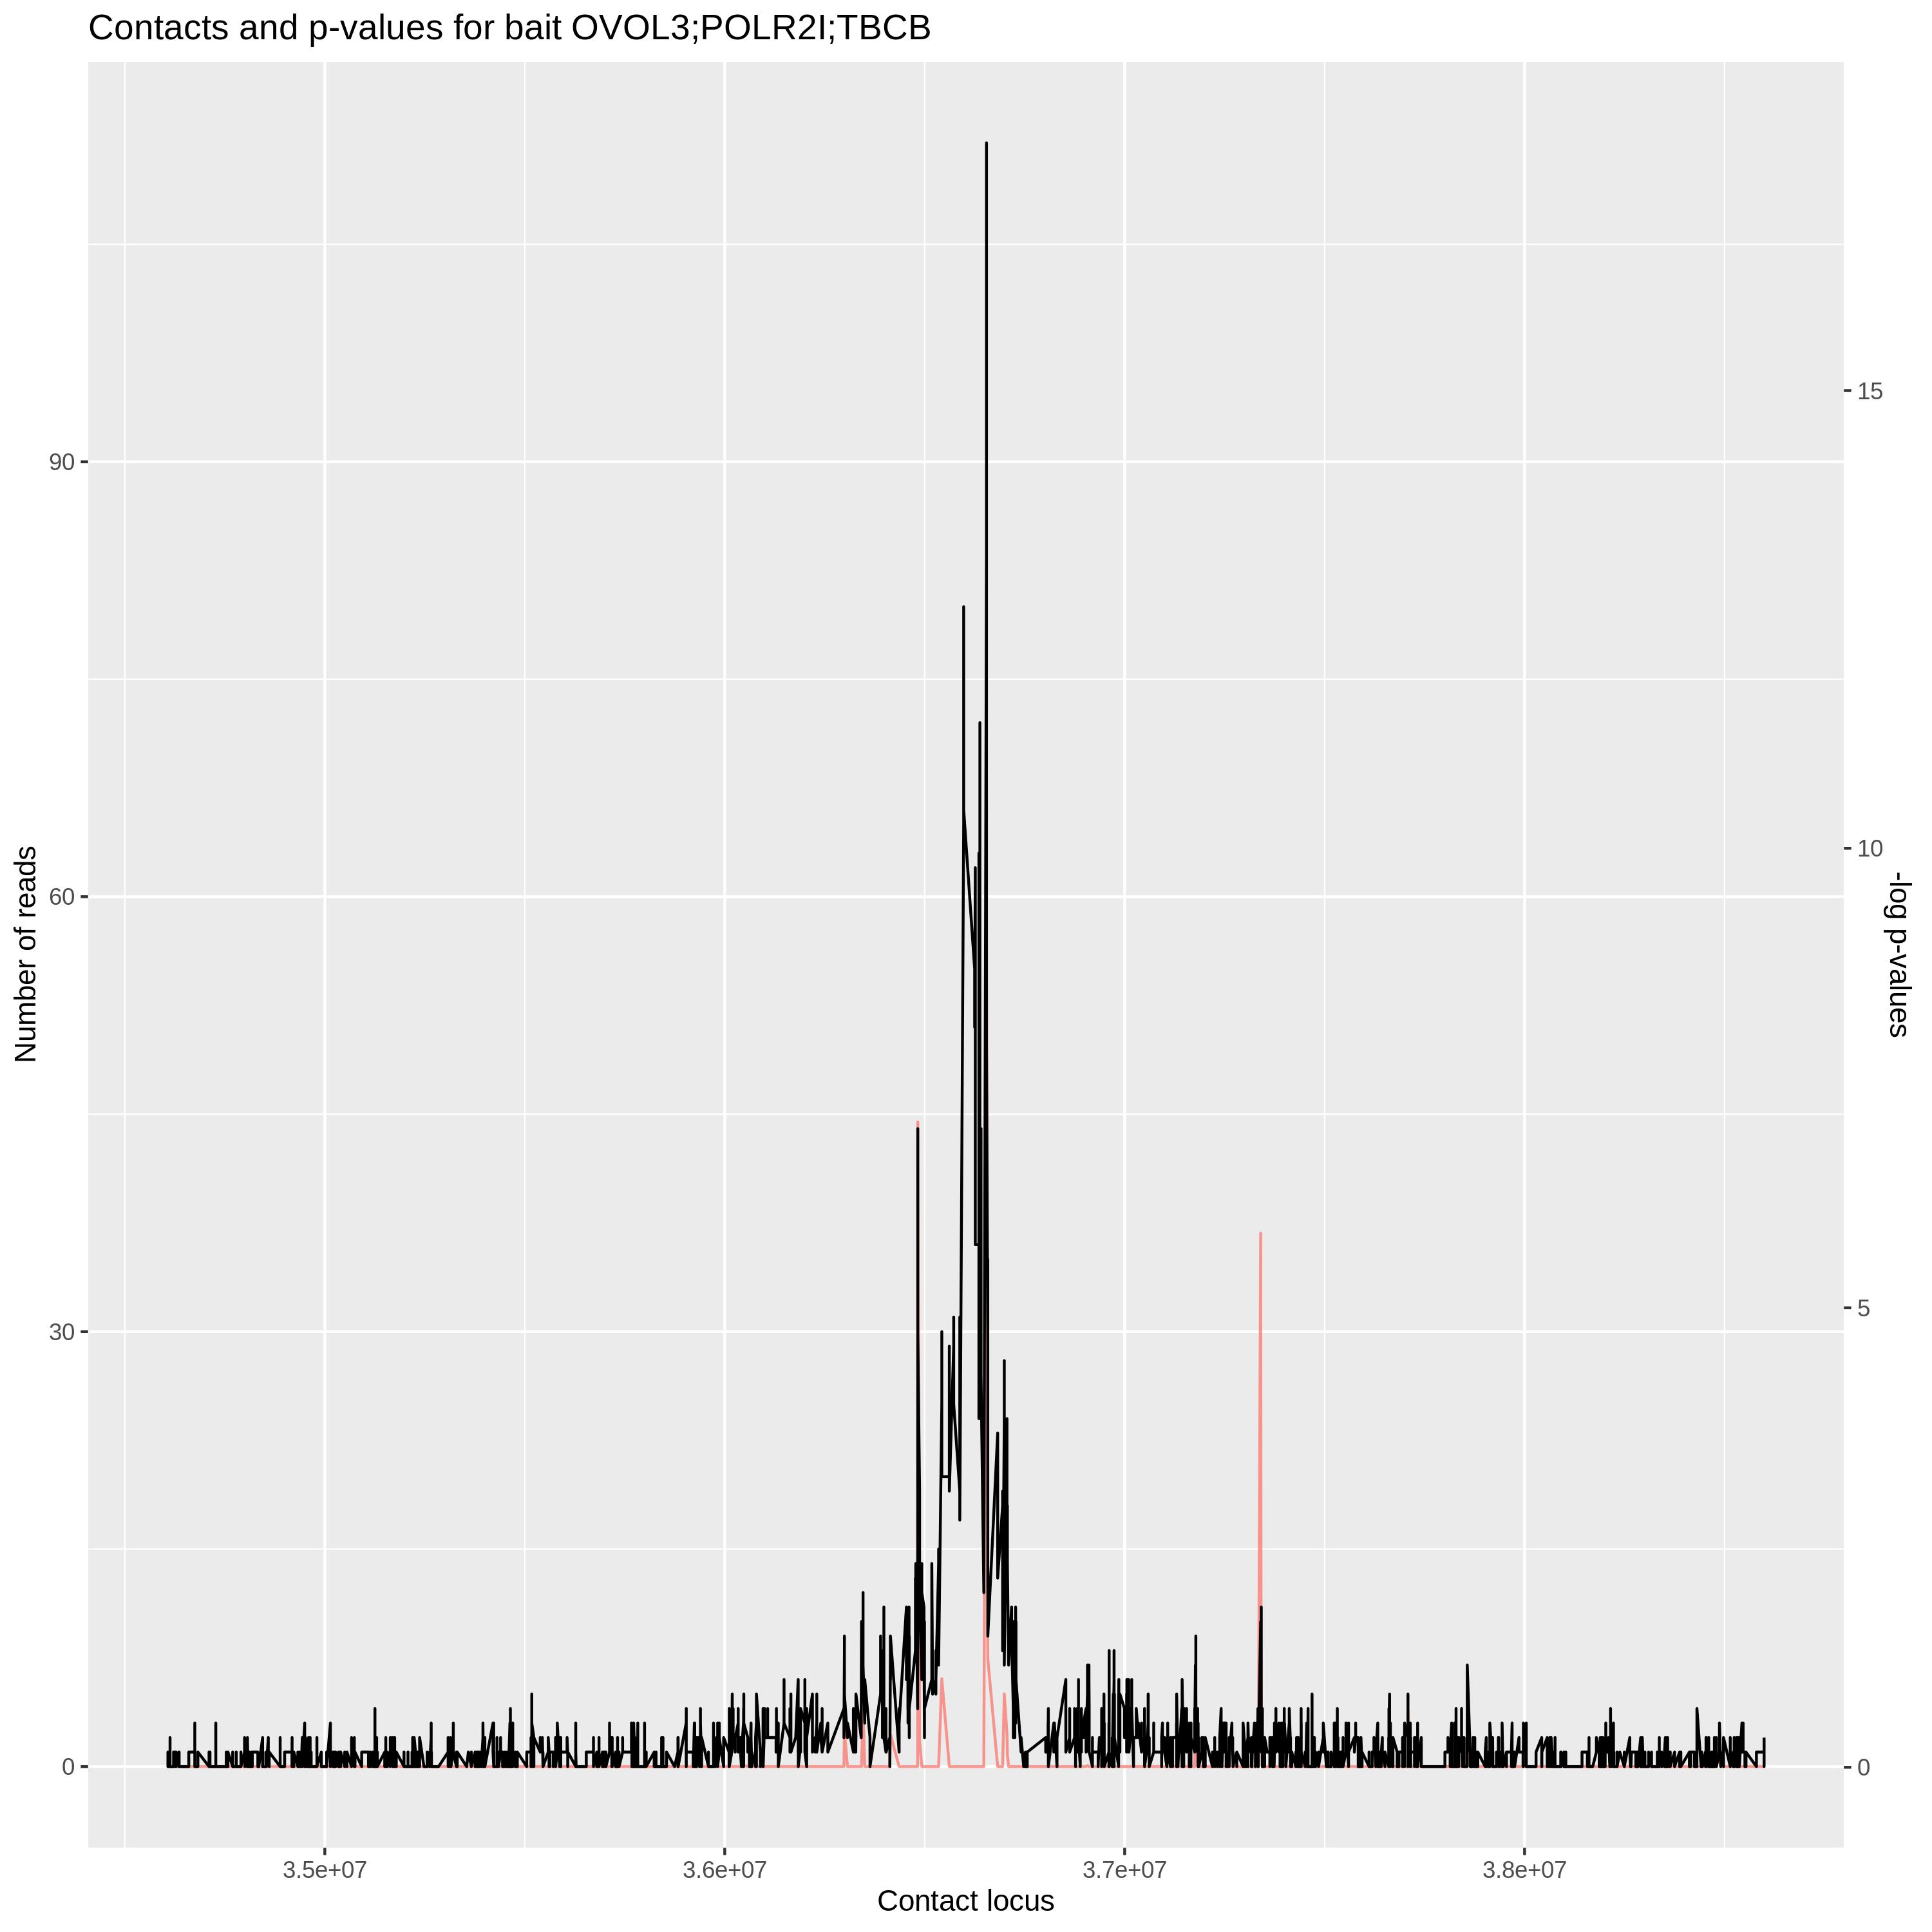 Contacts and p-values for bait OVOL3;POLR2I;TBCB
Number of reads
90
60
30
0
15
10
5
0
-log p-values
3.5e+07
3.6e+07
3.7e+07
3.8e+07
Contact locus